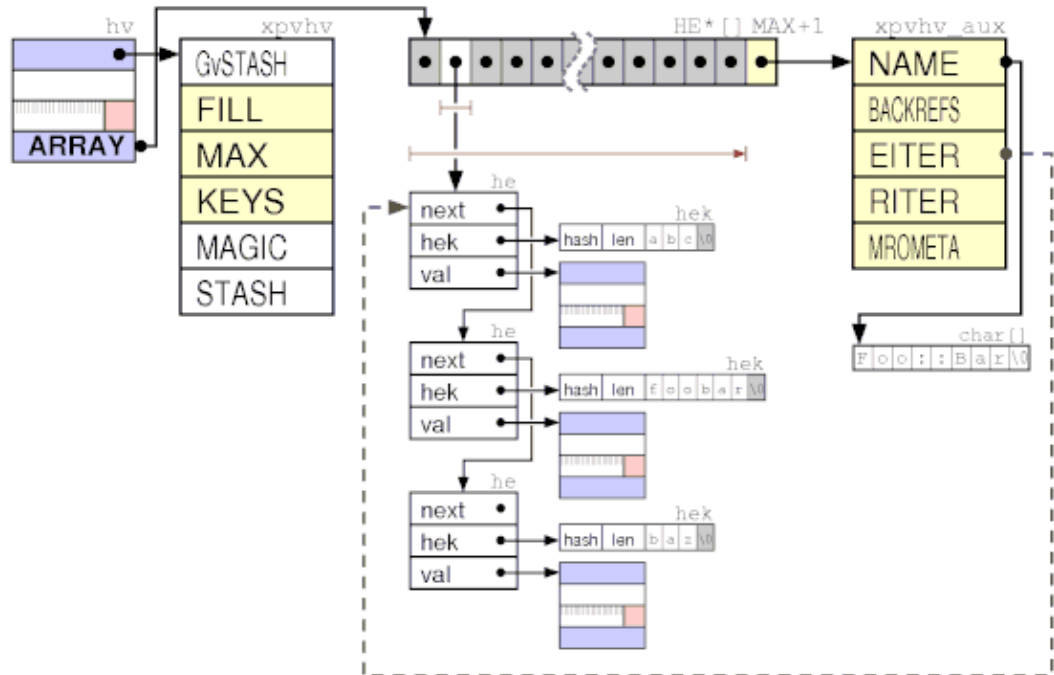 hv
xpvhv
HE*[] MAX+1
xpvhv_aux
GvSTASH
FILL
MAX
KEYS
MAGIC
STASH
ARRAY
NAME
BACKREFS
EITER
RITER
MROMETA
he
next
hek
val
hek
hash len a b c \0
he
next
hek
val
hek
hash len f o o b a r \0
he
next
hek
val
hek
hash len b a z \0
char[]
F o o : : B a r \0